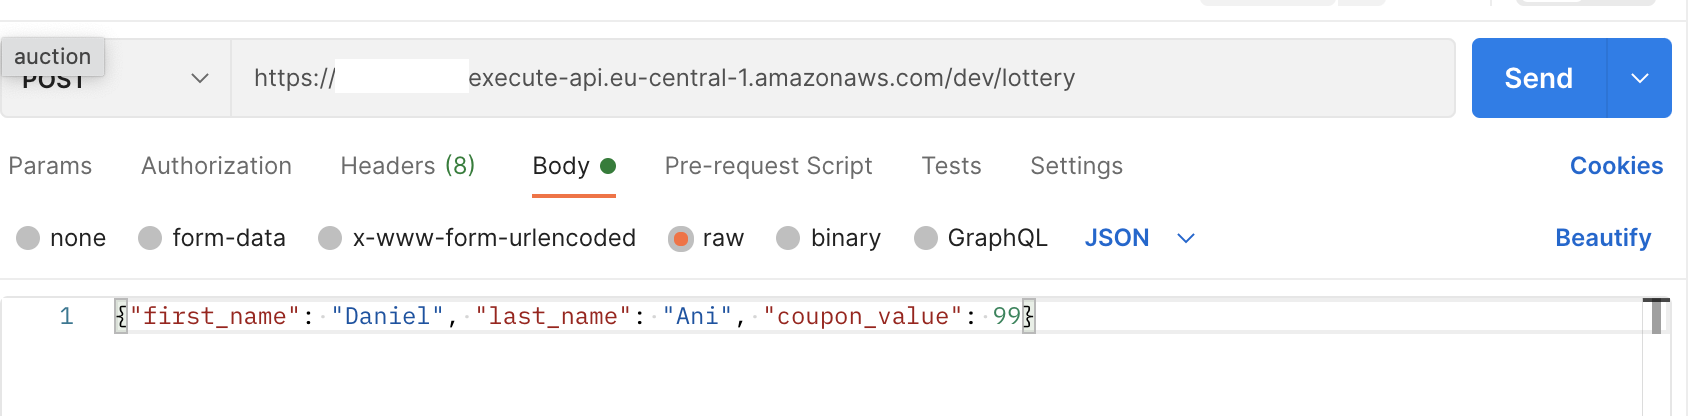 auction
POST
https:// execute-api.eu-central-1.amazonaws.com/dev/lottery
Send
Params Authorization Headers (8) Body Pre-request Script Tests Settings Cookies
none form-data x-www-form-urlencoded raw binary GraphQL JSON Beautify
1 {"first_name": "Daniel", "last_name": "Ani", "coupon_value": 99}